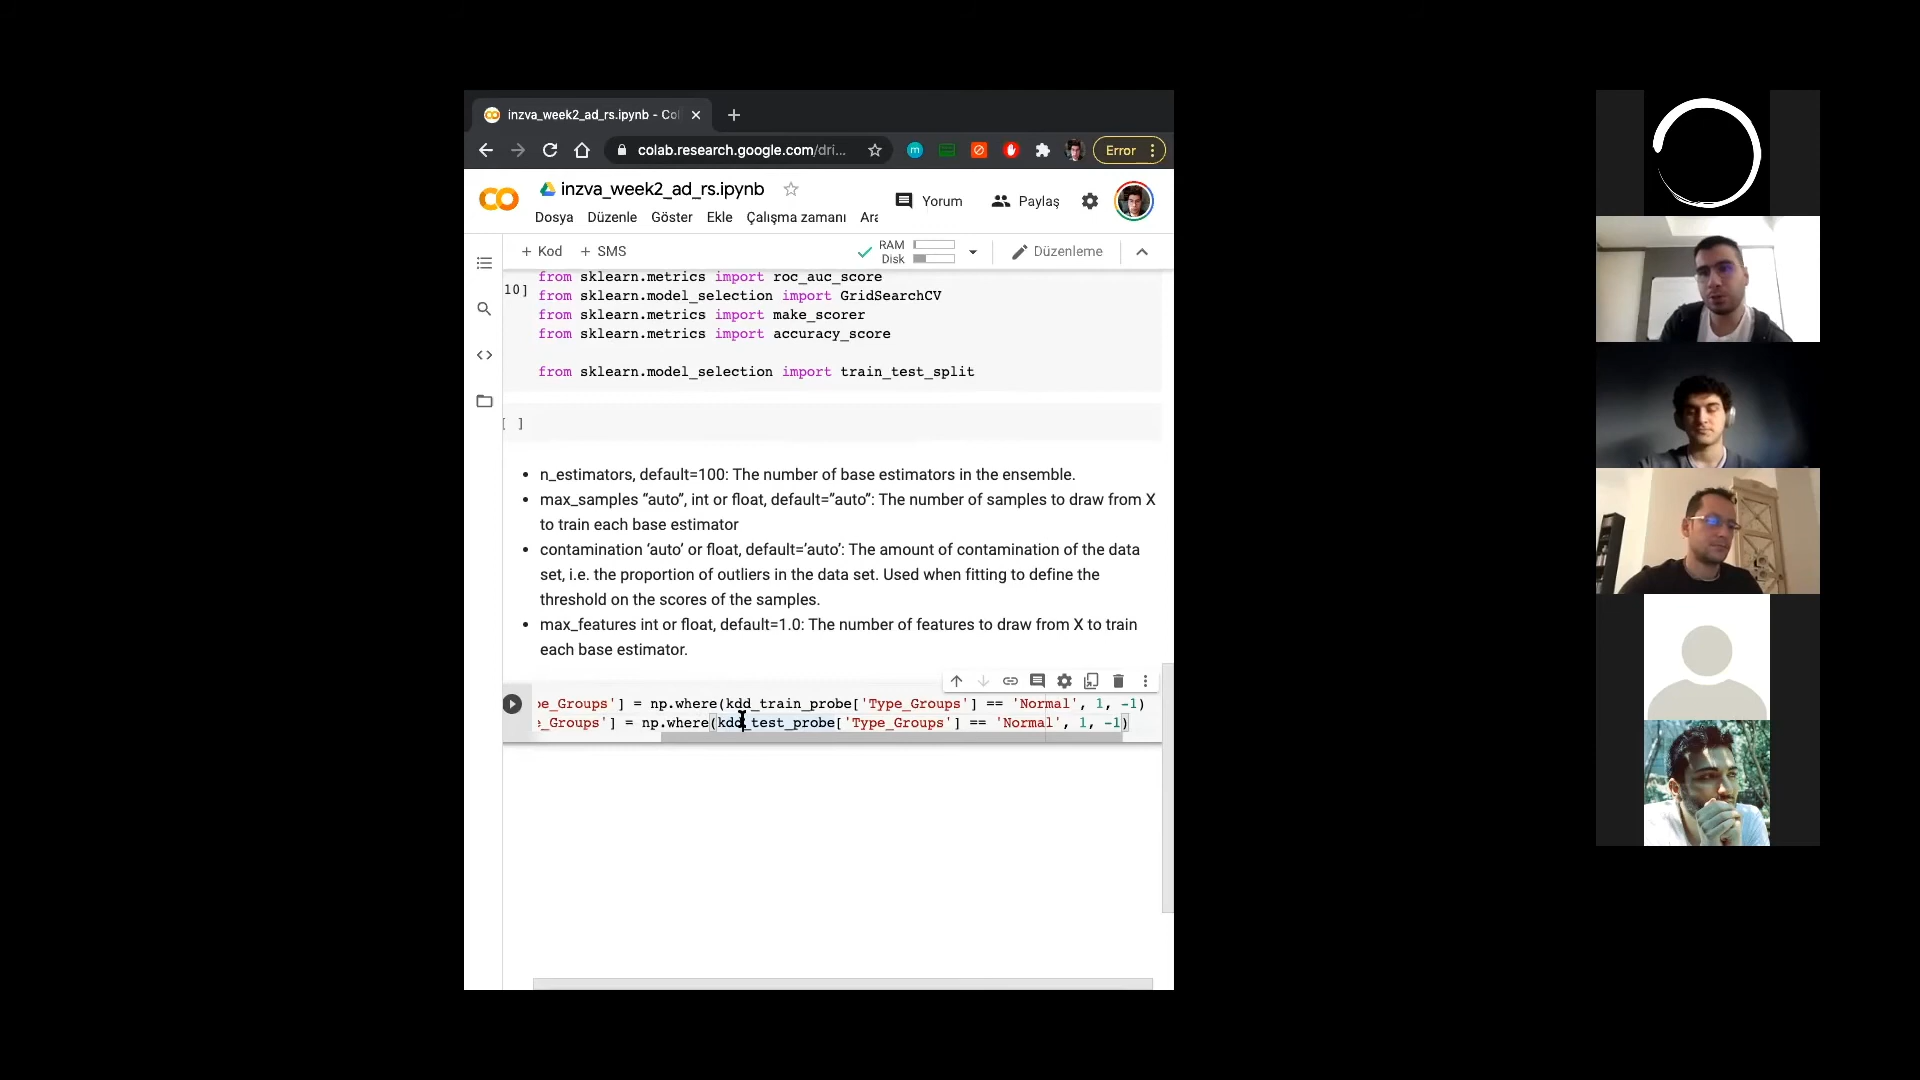 inzva_week2_ad_rs.ipynb - Col
colab.research.google.com/dri...
Error
inzva_week2_ad_rs.ipynb
Yorum
Paylaş
Dosya Düzenle Göster Ekle Çalışma zamanı Ara
+ Kod + SMS
RAM
Disk
Düzenleme
from sklearn.metrics import roc_auc_score
10] from sklearn.model_selection import GridSearchCV
from sklearn.metrics import make_scorer
from sklearn.metrics import accuracy_score
from sklearn.model_selection import train_test_split
[ ]
• n_estimators, default=100: The number of base estimators in the ensemble.
• max_samples “auto”, int or float, default=”auto”: The number of samples to draw from X
to train each base estimator
• contamination ‘auto’ or float, default=’auto’: The amount of contamination of the data
set, i.e. the proportion of outliers in the data set. Used when fitting to define the
threshold on the scores of the samples.
• max_features int or float, default=1.0: The number of features to draw from X to train
each base estimator.
pe_Groups'] = np.where(kdd_train_probe['Type_Groups'] == 'Normal', 1, -1)
e_Groups'] = np.where(kdd_test_probe['Type_Groups'] == 'Normal', 1, -1)